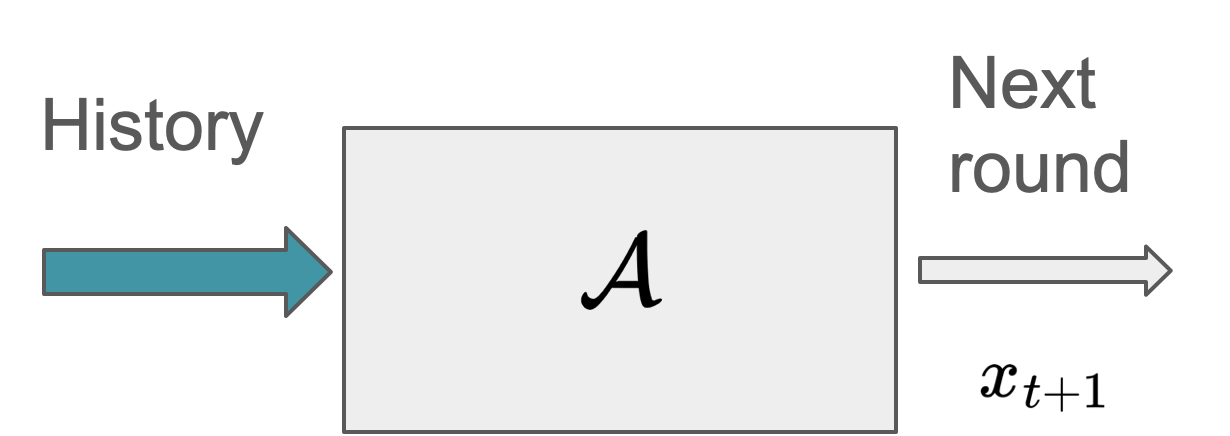 History
Next
round
𝒜
x_{t+1}